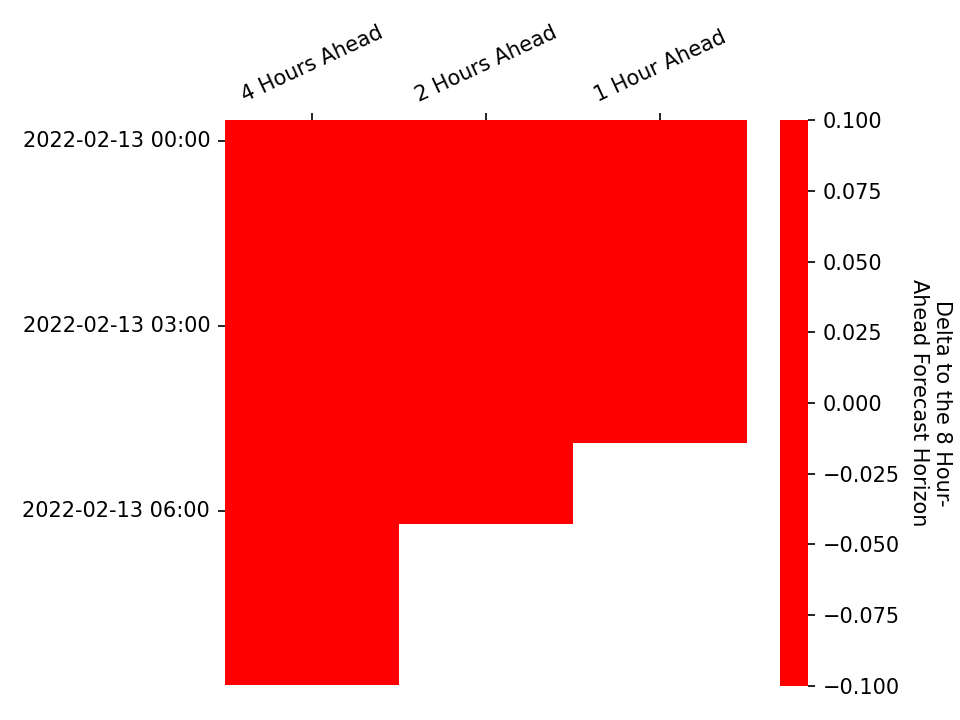 4 Hours Ahead
2 Hours Ahead
1 Hour Ahead
2022-02-13 00:00
2022-02-13 03:00
2022-02-13 06:00
0.100
0.075
0.050
0.025
0.000
−0.025
−0.050
−0.075
−0.100
Delta to the 8 Hour-
Ahead Forecast Horizon